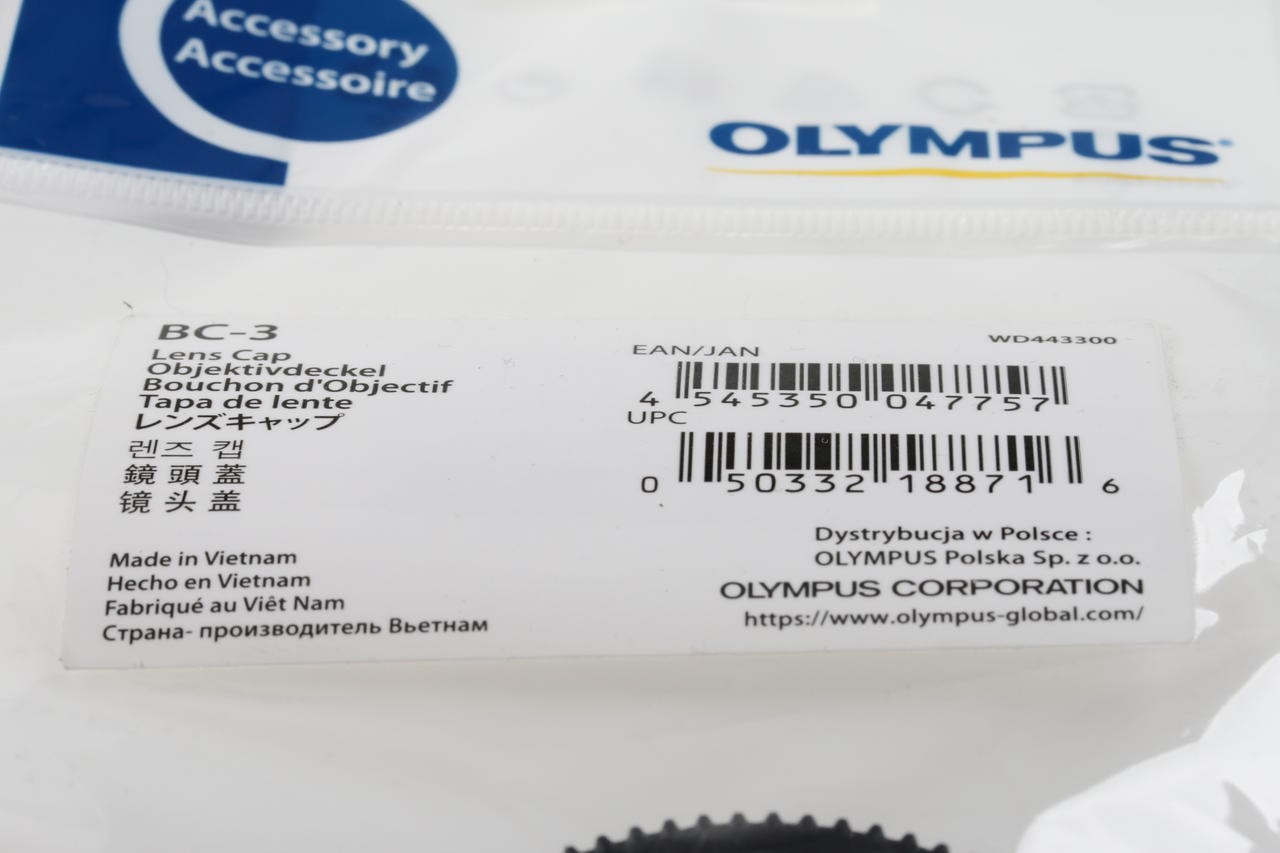 Accessory
Accessoire
OLYMPUS
BC-3
Lens Cap
Objektivdeckel
Bouchon d'Objectif
Tapa de lente
レンズキャップ
렌즈 캡
鏡頭蓋
镜头盖
Made in Vietnam
Hecho en Vietnam
Fabriqué au Viêt Nam
Страна- производитель Вьетнам
WD443300
EAN/JAN
4 545350 047757
UPC
0 50332 18871 6
Dystrybucja w Polsce :
OLYMPUS Polska Sp. z o.o.
OLYMPUS CORPORATION
https://www.olympus-global.com/